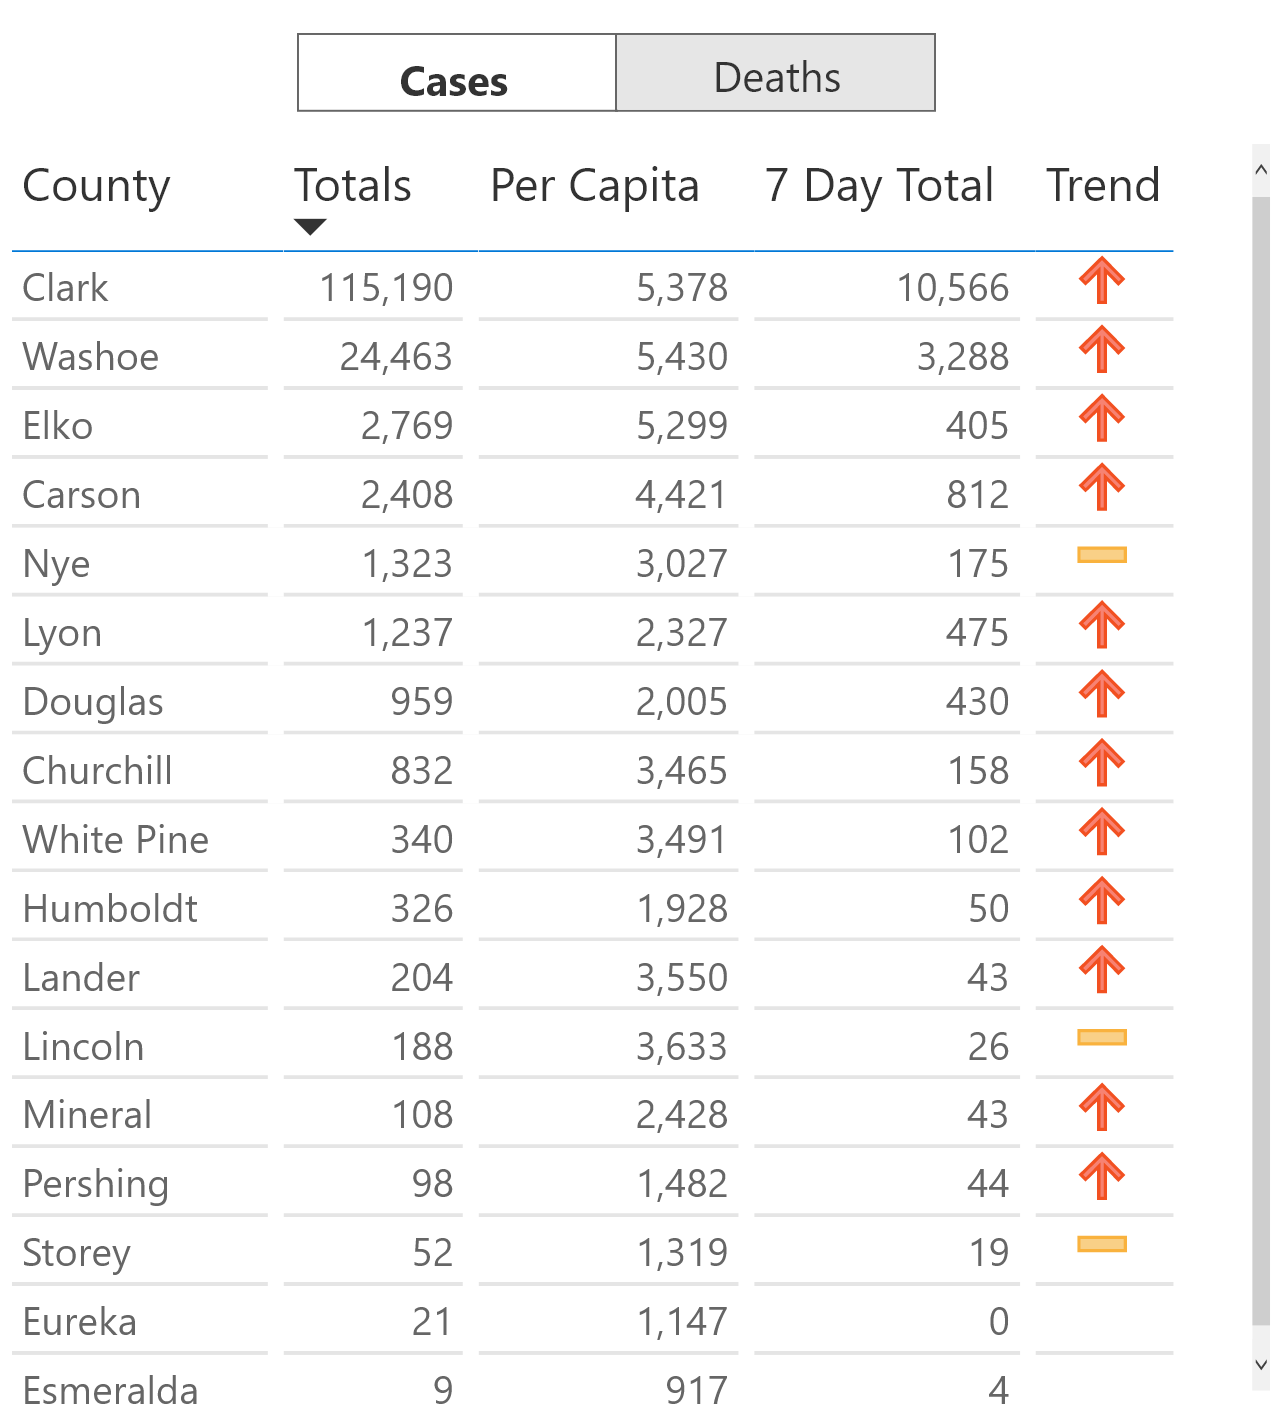 Cases Deaths
County Totals Per Capita 7 Day Total Trend
Clark 115,190 5,378 10,566
Washoe 24,463 5,430 3,288
Elko 2,769 5,299 405
Carson 2,408 4,421 812
Nye 1,323 3,027 175
Lyon 1,237 2,327 475
Douglas 959 2,005 430
Churchill 832 3,465 158
White Pine 340 3,491 102
Humboldt 326 1,928 50
Lander 204 3,550 43
Lincoln 188 3,633 26
Mineral 108 2,428 43
Pershing 98 1,482 44
Storey 52 1,319 19
Eureka 21 1,147 0
Esmeralda 9 917 4